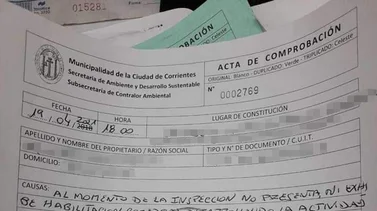 01528
COMPROBACIÓN
Celeste
Municipalidad de la Ciudad de Corrientes
Secretaría de Ambiente y Desarrollo Sustentable
Subsecretaría de Contralor Ambiental
ACTA DE COMPROBACIÓN
ORIGINAL: Blanco - DUPLICADO: Verde - TRIPLICADO: Celeste
N° 0002769
FECHA
HORA
LUGAR DE CONSTITUCIÓN
19 04
18:00
APELLIDO Y NOMBRE DEL PROPIETARIO / RAZÓN SOCIAL
TIPO Y N° DE DOCUMENTO / C.U.I.T.
DOMICILIO:
CAUSAS: AL MOMENTO DE LA INSPECCION NO PRESENTA, NI
DE HABILITACION LA ACTIVIDAD